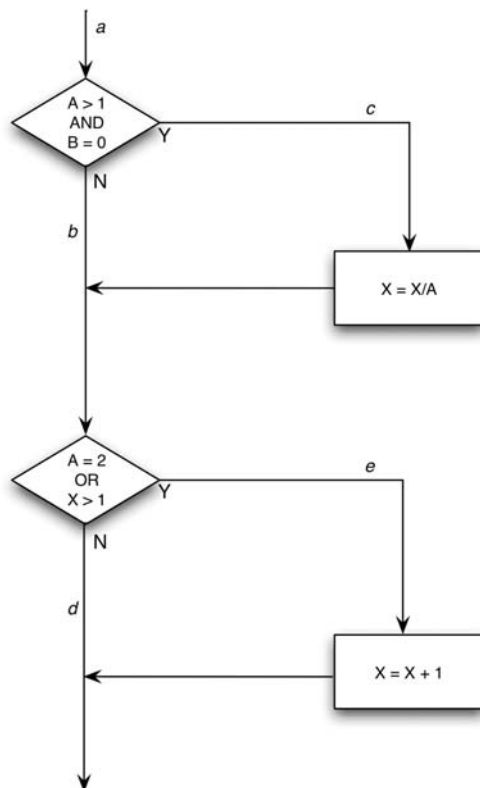 a
A > 1
AND
B = 0
Y
c
N
b
X = X/A
A = 2
OR
X > 1
Y
e
N
d
X = X + 1